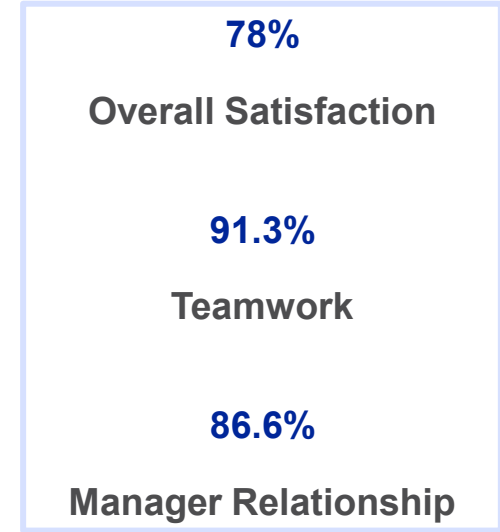 78%
Overall Satisfaction
91.3%
Teamwork
86.6%
Manager Relationship